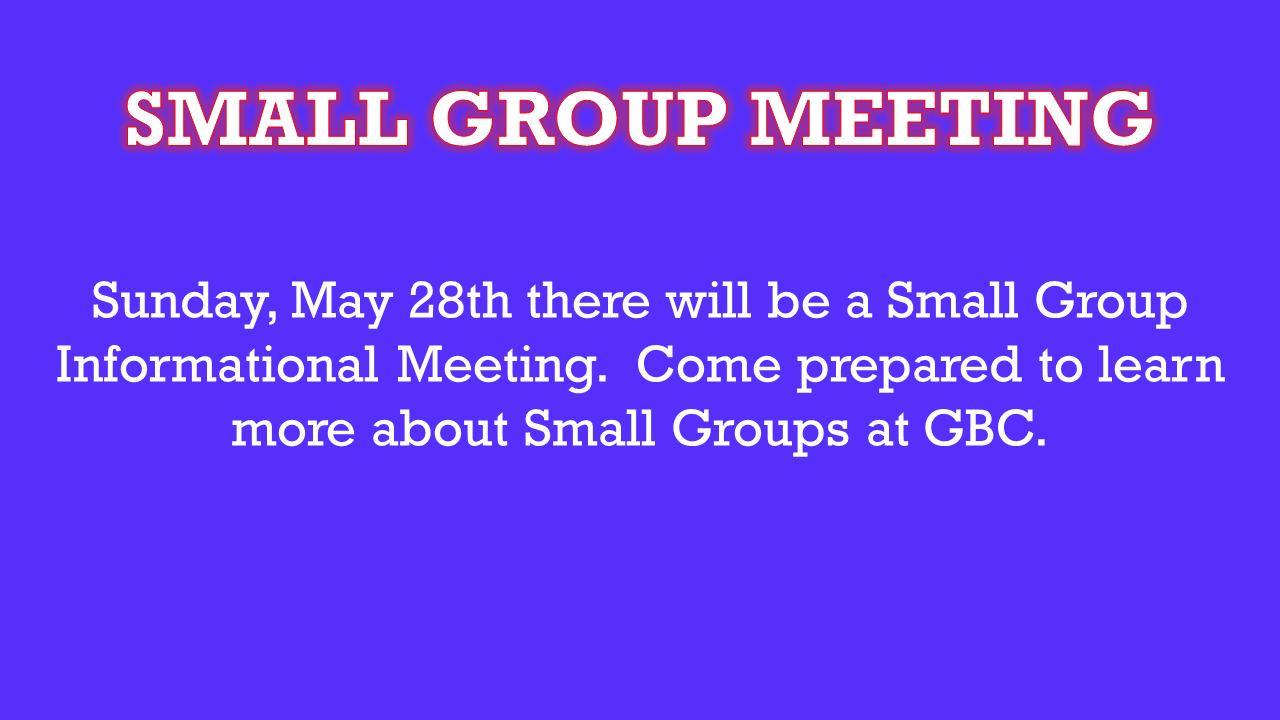 SMALL GROUP MEETING
Sunday, May 28th there will be a Small Group
Informational Meeting.  Come prepared to learn
more about Small Groups at GBC.